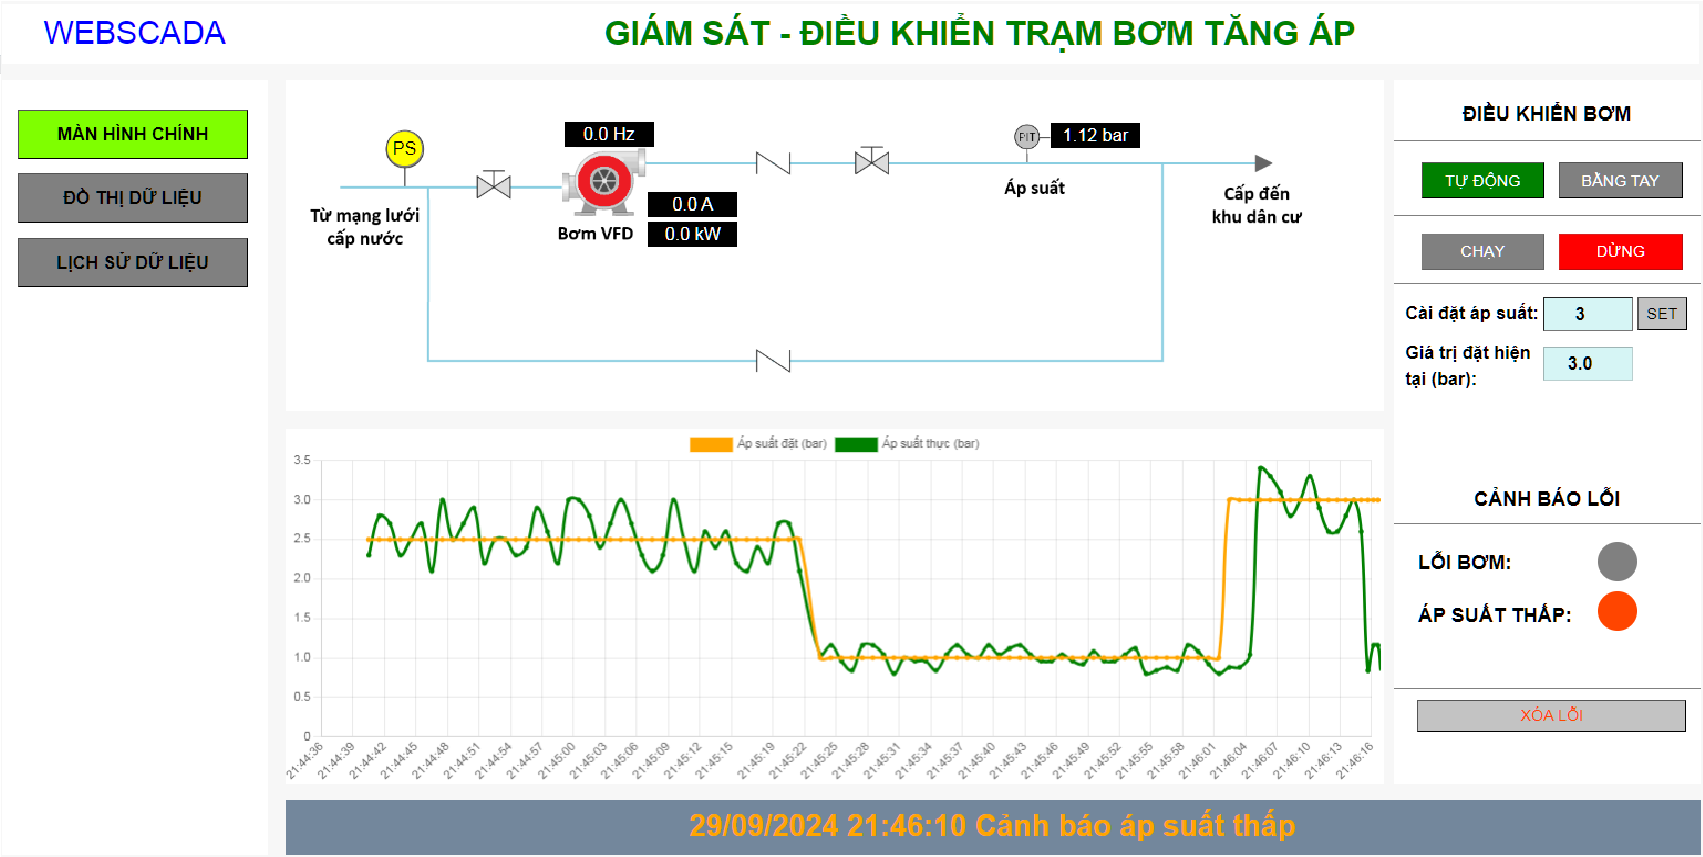 WEBSCADA
GIÁM SÁT - ĐIỀU KHIỂN TRẠM BƠM TĂNG ÁP
MÀN HÌNH CHÍNH
ĐỒ THỊ DỮ LIỆU
LỊCH SỬ DỮ LIỆU
PS
0.0 Hz
PIT
1.12 bar
Từ mạng lưới
cấp nước
Bơm VFD
0.0 A
0.0 kW
Áp suất
Cấp đến
khu dân cư
Áp suất đặt (bar)
Áp suất thực (bar)
3.5
3.0
2.5
2.0
1.5
1.0
0.5
0
21:44:36
21:44:39
21:44:42
21:44:45
21:44:48
21:44:51
21:44:54
21:44:57
21:45:00
21:45:03
21:45:06
21:45:09
21:45:12
21:45:15
21:45:19
21:45:22
21:45:25
21:45:28
21:45:31
21:45:34
21:45:37
21:45:40
21:45:43
21:45:46
21:45:49
21:45:52
21:45:55
21:45:58
21:46:01
21:46:04
21:46:07
21:46:10
21:46:13
21:46:16
ĐIỀU KHIỂN BƠM
TỰ ĐỘNG
BẰNG TAY
CHẠY
DỪNG
Cài đặt áp suất: 3 SET
Giá trị đặt hiện
tại (bar): 3.0
CẢNH BÁO LỖI
LỖI BƠM:
ÁP SUẤT THẤP:
XÓA LỖI
29/09/2024 21:46:10 Cảnh báo áp suất thấp